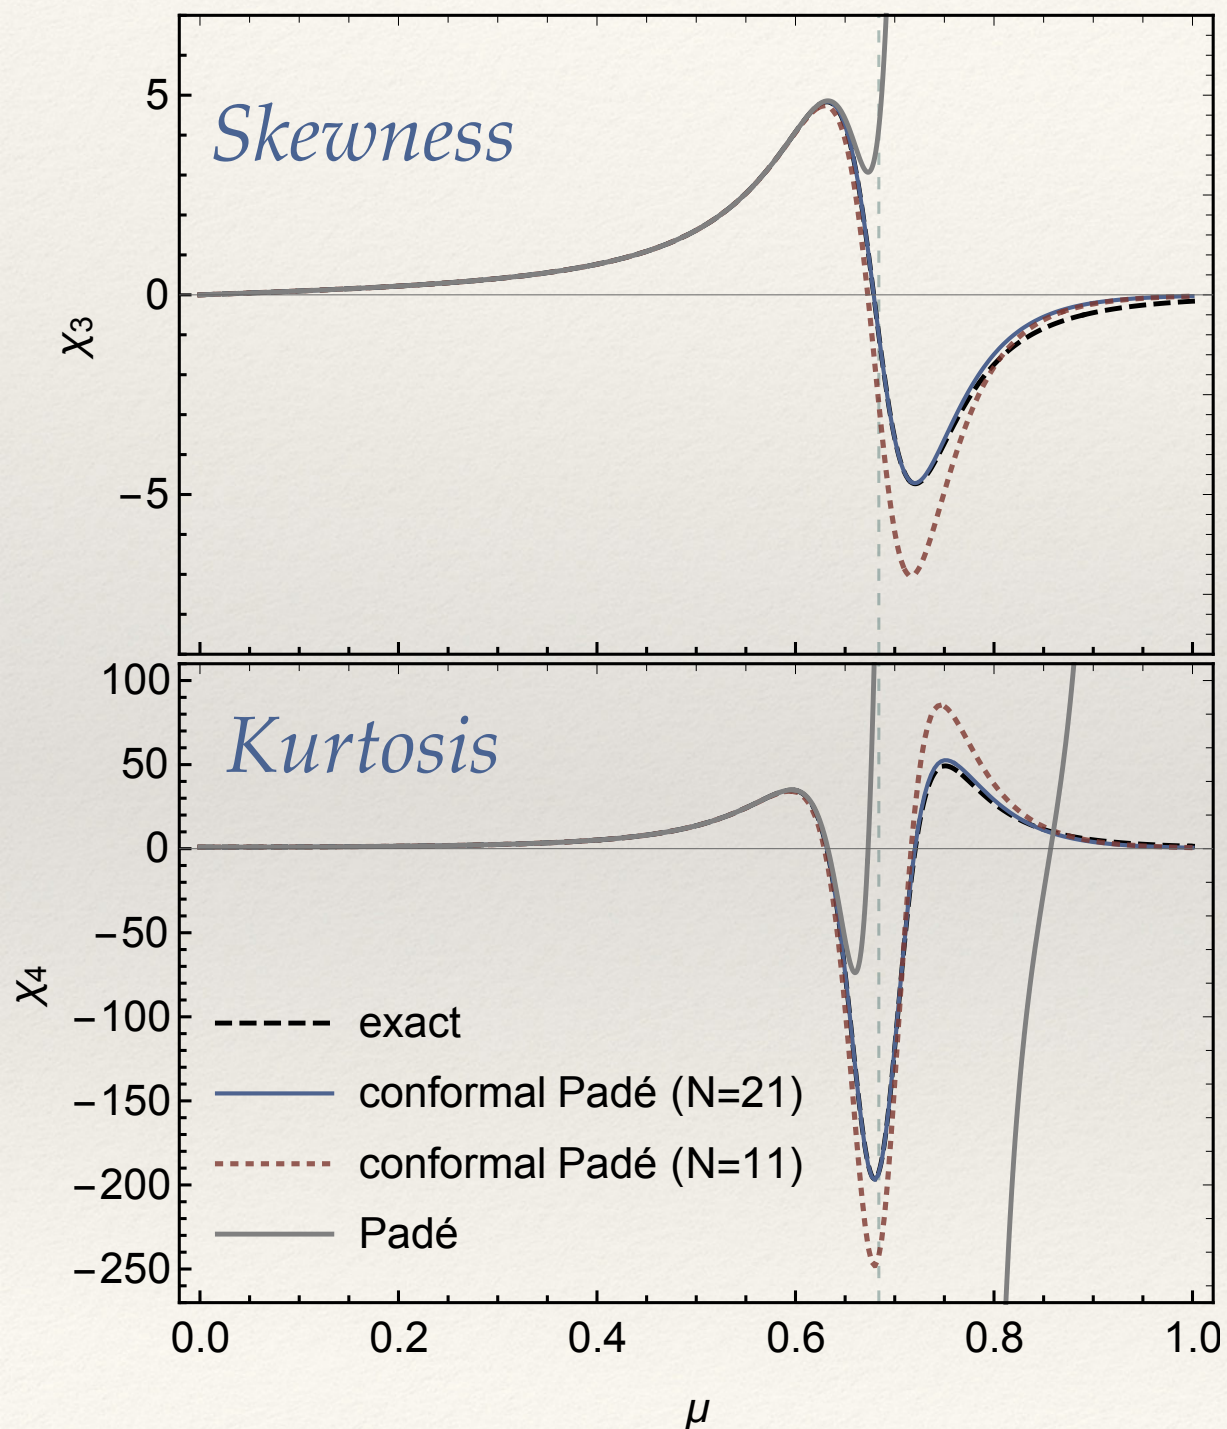 Skewness
5
0
−5
χ3
Kurtosis
100
50
0
−50
−100
−150
−200
−250
χ4
exact
conformal Padé (N=21)
conformal Padé (N=11)
Padé
0.0 0.2 0.4 0.6 0.8 1.0
μ